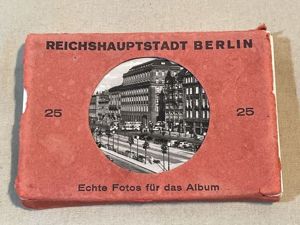 REICHSHAUPTSTADT BERLIN
25 25
Echte Fotos für das Album